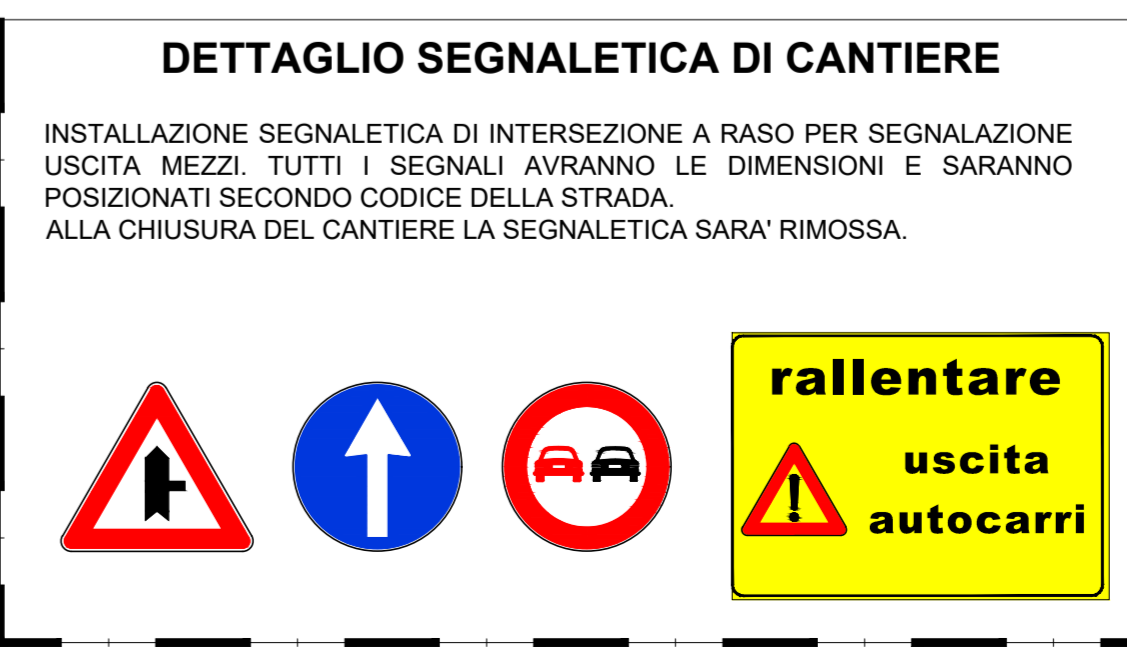 DETTAGLIO SEGNALETICA DI CANTIERE
INSTALLAZIONE SEGNALETICA DI INTERSEZIONE A RASO PER SEGNALAZIONE
USCITA MEZZI. TUTTI I SEGNALI AVRANNO LE DIMENSIONI E SARANNO
POSIZIONATI SECONDO CODICE DELLA STRADA.
ALLA CHIUSURA DEL CANTIERE LA SEGNALETICA SARA' RIMOSSA.
rallentare
uscita
autocarri